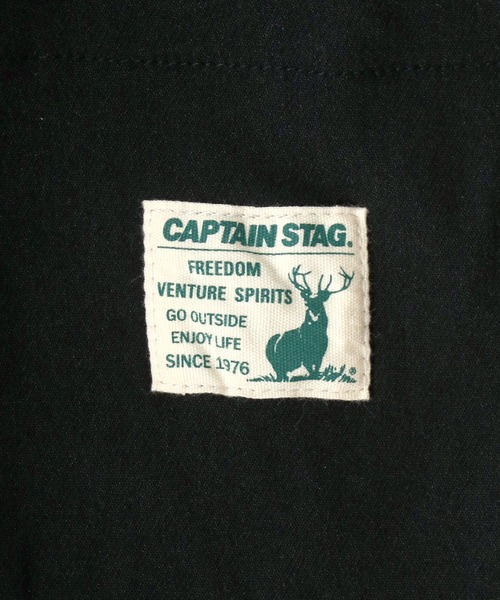 CAPTAIN STAG.
FREEDOM
VENTURE SPIRITS
GO OUTSIDE
ENJOY LIFE
SINCE 1976
®